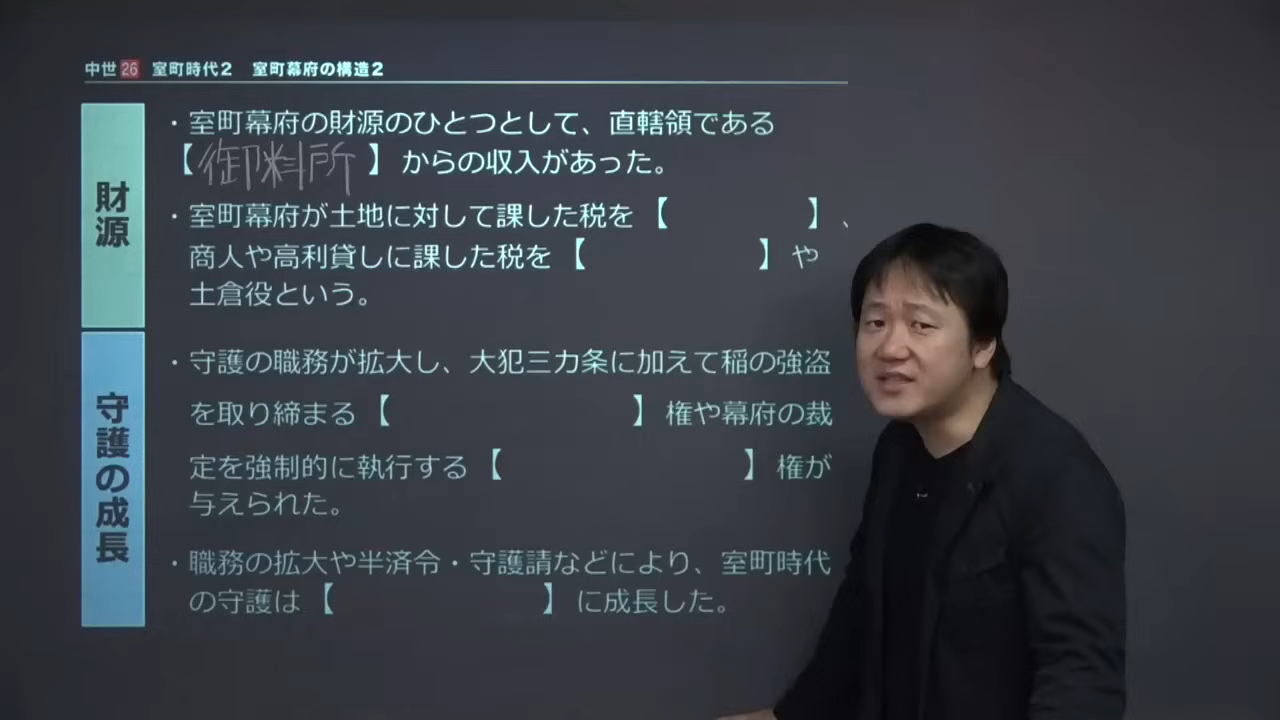 中世26 室町時代2 室町幕府の構造2
財源
・室町幕府の財源のひとつとして、直轄領である
【御料所】からの収入があった。
・室町幕府が土地に対して課した税を【 】、
商人や高利貸しに課した税を【 】や
土倉役という。
守護の成長
・守護の職務が拡大し、大犯三カ条に加えて稲の強盗
を取り締まる【 】権や幕府の裁
定を強制的に執行する【 】権が
与えられた。
・職務の拡大や半済令・守護請などにより、室町時代
の守護は【 】に成長した。